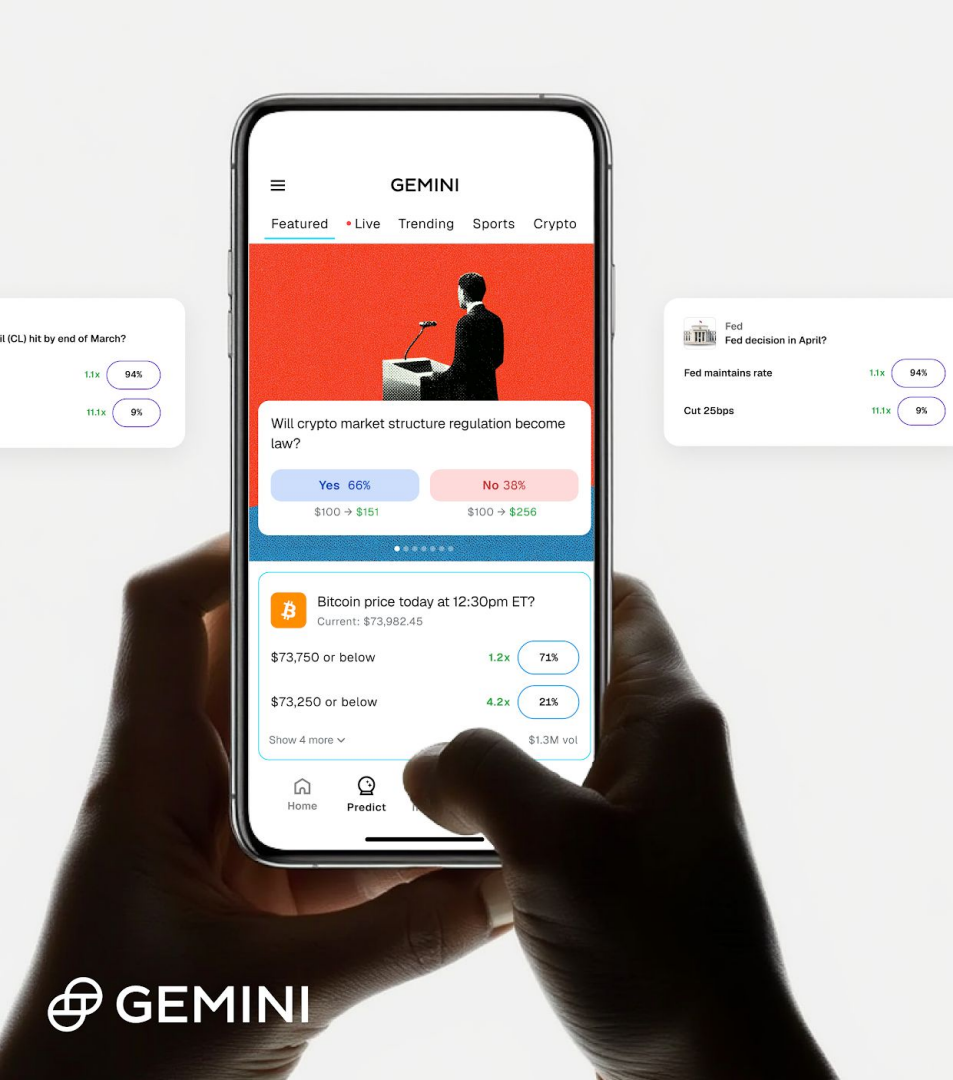 GEMINI
Featured
Live
Trending
Sports
Crypto
Will crypto market structure regulation become
law?
Yes 66%
No 38%
$100 → $151
$100 → $256
Bitcoin price today at 12:30pm ET?
Current: $73,982.45
$73,750 or below
1.2x
71%
$73,250 or below
4.2x
21%
Show 4 more
$1.3M vol
Home
Predict
(CL) hit by end of March?
1.1x
94%
11.1x
9%
Fed
Fed decision in April?
Fed maintains rate
1.1x
94%
Cut 25bps
11.1x
9%
GEMINI